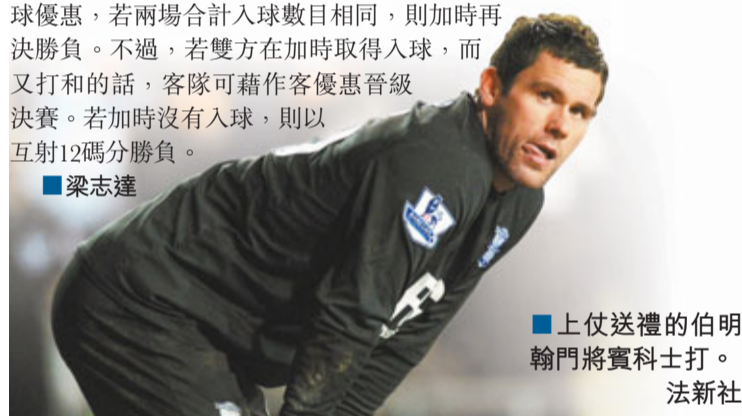 球優惠，若兩場合計入球數目相同，則加時再
決勝負。不過，若雙方在加時取得入球，而
又打和的話，客隊可藉作客優惠晉級
決賽。若加時沒有入球，則以
互射12碼分勝負。
■梁志達
■上仗送禮的伯明
翰門將賓科士打。
法新社